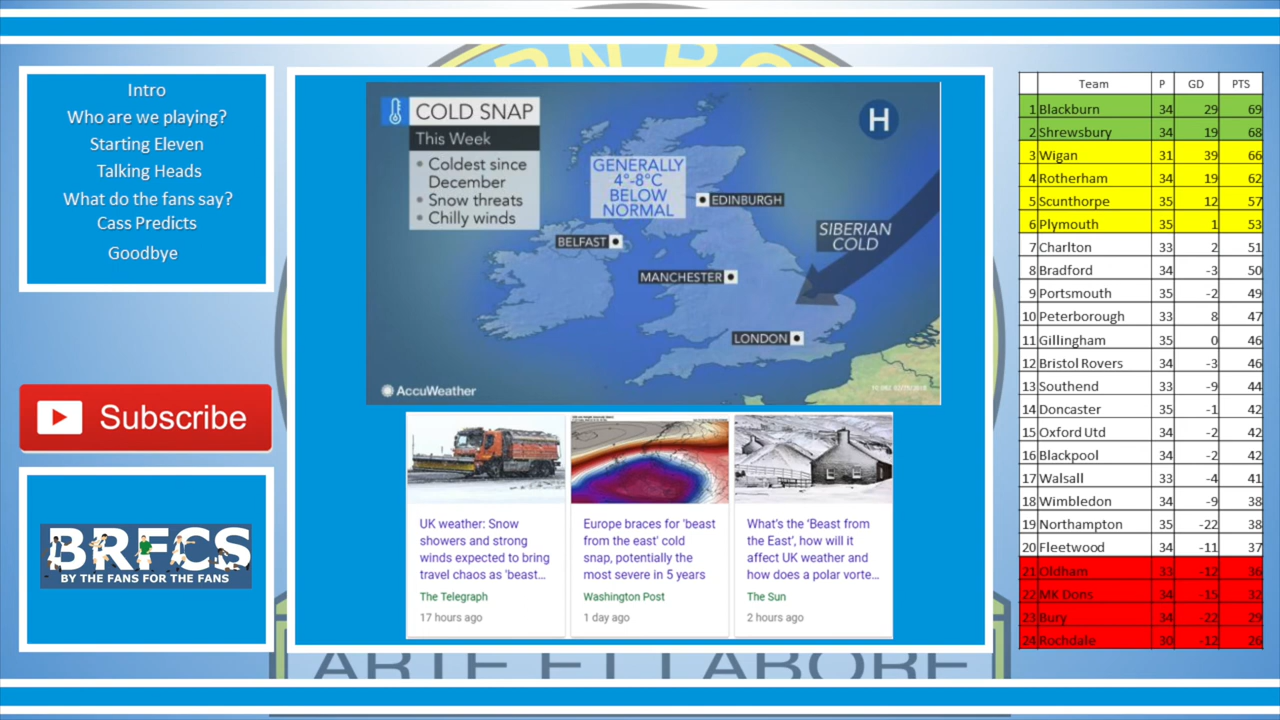 Intro
Who are we playing?
Starting Eleven
Talking Heads
What do the fans say?
Cass Predicts
Goodbye
Subscribe
BRFCS
BY THE FANS FOR THE FANS
COLD SNAP
This Week
• Coldest since
December
• Snow threats
• Chilly winds
H
GENERALLY
4°-8°C
BELOW
NORMAL
EDINBURGH
BELFAST
MANCHESTER
LONDON
SIBERIAN
COLD
AccuWeather
UK weather: Snow
showers and strong
winds expected to bring
travel chaos as 'beast...
The Telegraph
17 hours ago
Europe braces for 'beast
from the east' cold
snap, potentially the
most severe in 5 years
Washington Post
1 day ago
What's the 'Beast from
the East', how will it
affect UK weather and
how does a polar vorte...
The Sun
2 hours ago
Team P GD PTS
1 Blackburn 34 29 69
2 Shrewsbury 34 19 68
3 Wigan 31 39 66
4 Rotherham 34 19 62
5 Scunthorpe 35 12 57
6 Plymouth 35 1 53
7 Charlton 33 2 51
8 Bradford 34 -3 50
9 Portsmouth 35 -2 49
10 Peterborough 33 8 47
11 Gillingham 35 0 46
12 Bristol Rovers 34 -3 46
13 Southend 33 -9 44
14 Doncaster 35 -1 42
15 Oxford Utd 34 -2 42
16 Blackpool 34 -2 42
17 Walsall 33 -4 41
18 Wimbledon 34 -9 38
19 Northampton 35 -22 38
20 Fleetwood 34 -11 37
21 Oldham 33 -12 36
22 MK Dons 34 -15 32
23 Bury 34 -22 29
24 Rochdale 30 -12 26
ARTE ET LABORE